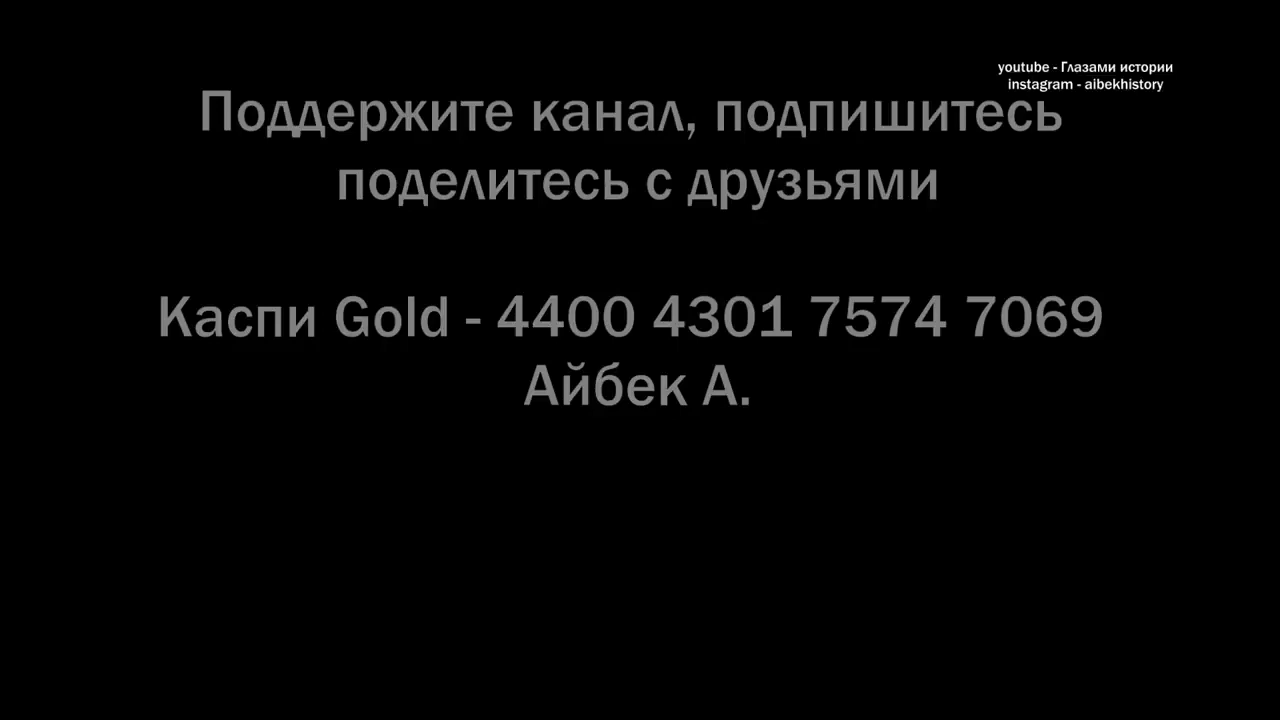 youtube - Глазами истории
instagram - aibekhistory
Поддержите канал, подпишитесь
поделитесь с друзьями
Каспи Gold - 4400 4301 7574 7069
Айбек А.